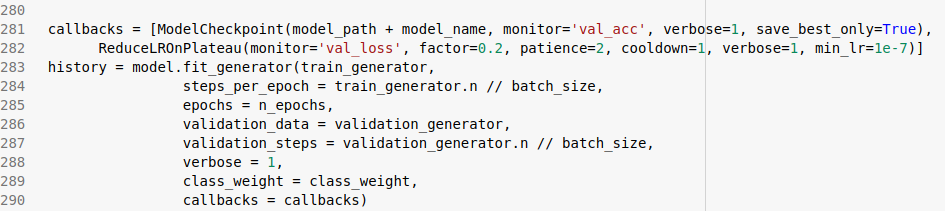 280
281 callbacks = [ModelCheckpoint(model_path + model_name, monitor='val_acc', verbose=1, save_best_only=True),
282 ReduceLROnPlateau(monitor='val_loss', factor=0.2, patience=2, cooldown=1, verbose=1, min_lr=1e-7)]
283 history = model.fit_generator(train_generator,
284 steps_per_epoch = train_generator.n // batch_size,
285 epochs = n_epochs,
286 validation_data = validation_generator,
287 validation_steps = validation_generator.n // batch_size,
288 verbose = 1,
289 class_weight = class_weight,
290 callbacks = callbacks)